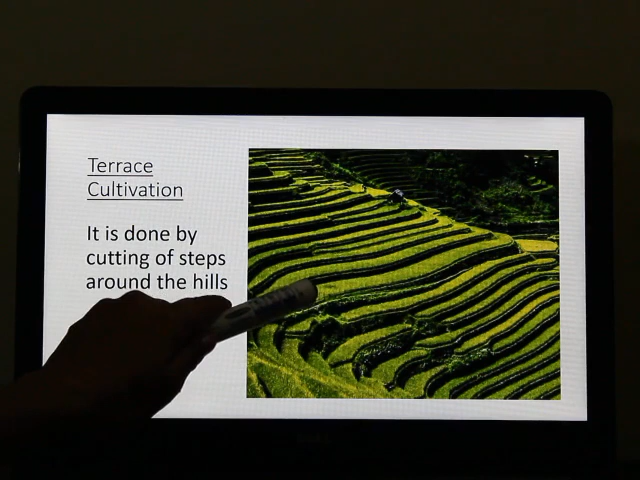 Terrace
Cultivation
It is done by
cutting of steps
around the hills